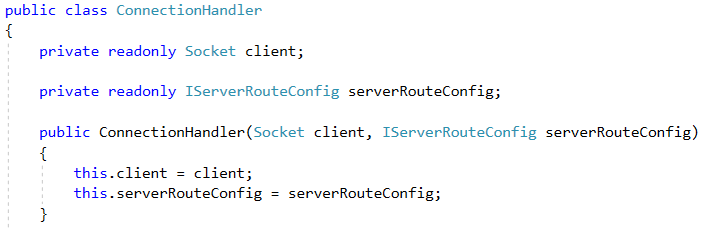 public class ConnectionHandler
{
private readonly Socket client;
private readonly IServerRouteConfig serverRouteConfig;
public ConnectionHandler(Socket client, IServerRouteConfig serverRouteConfig)
{
this.client = client;
this.serverRouteConfig = serverRouteConfig;
}